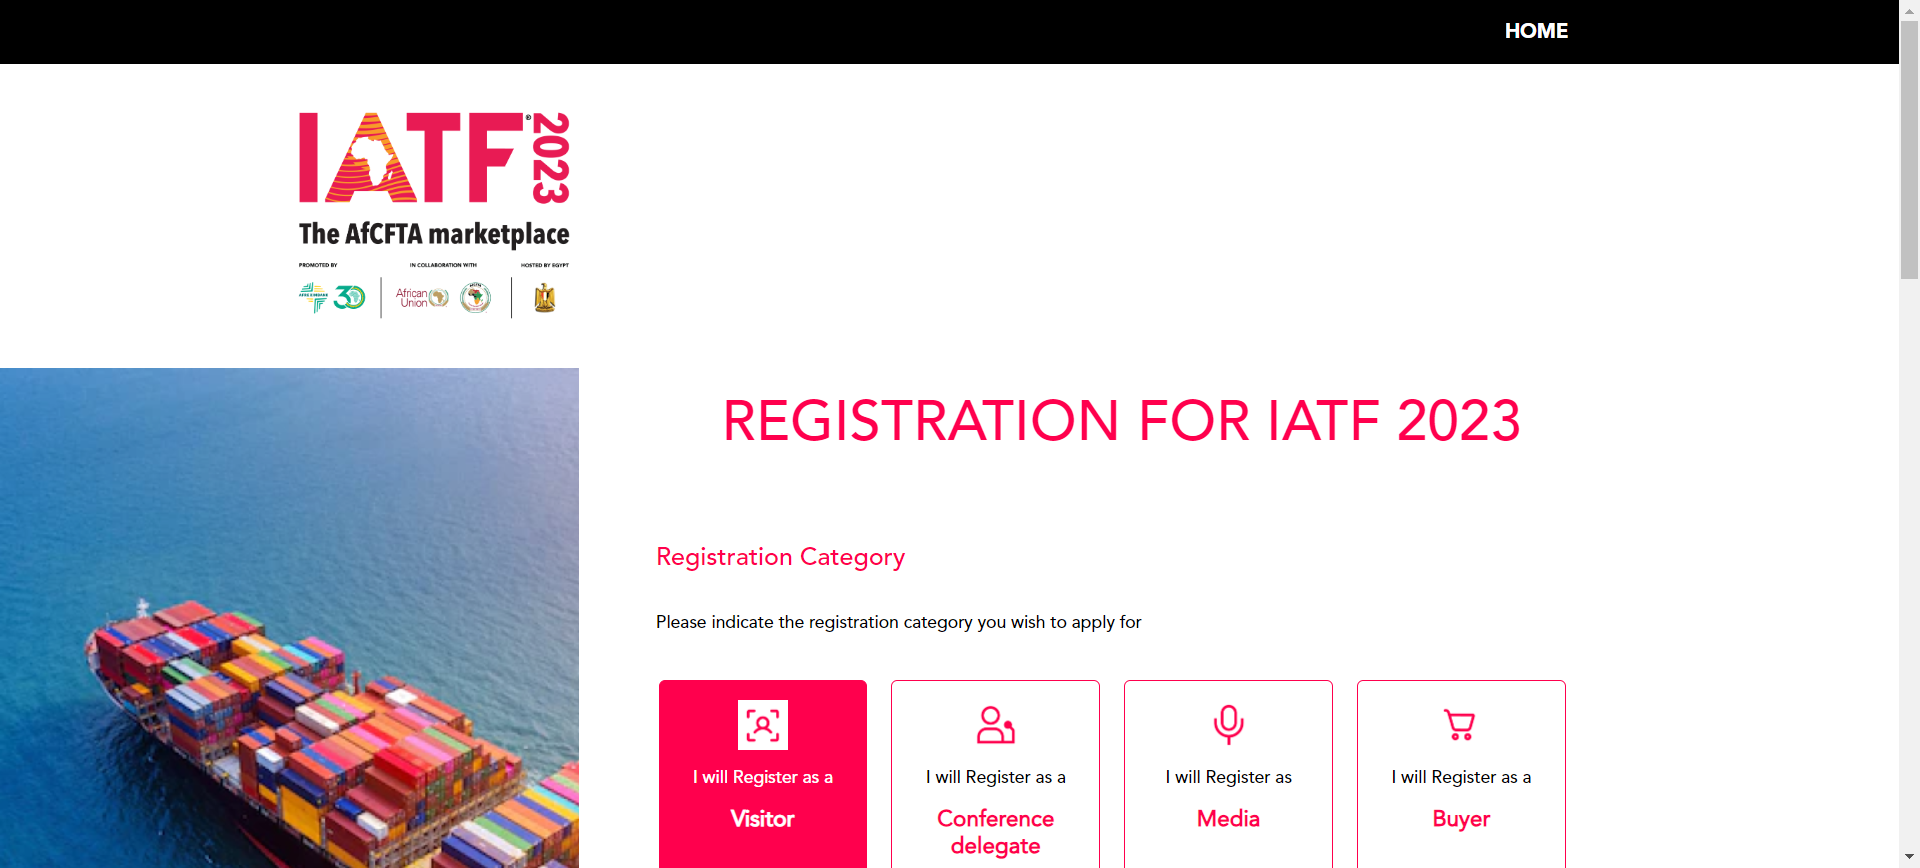 HOME
IATF® 2023
The AfCFTA marketplace
PROMOTED BY
IN COLLABORATION WITH
HOSTED BY EGYPT
30
African
Union
REGISTRATION FOR IATF 2023
Registration Category
Please indicate the registration category you wish to apply for
I will Register as a
Visitor
I will Register as a
Conference
delegate
I will Register as
Media
I will Register as a
Buyer